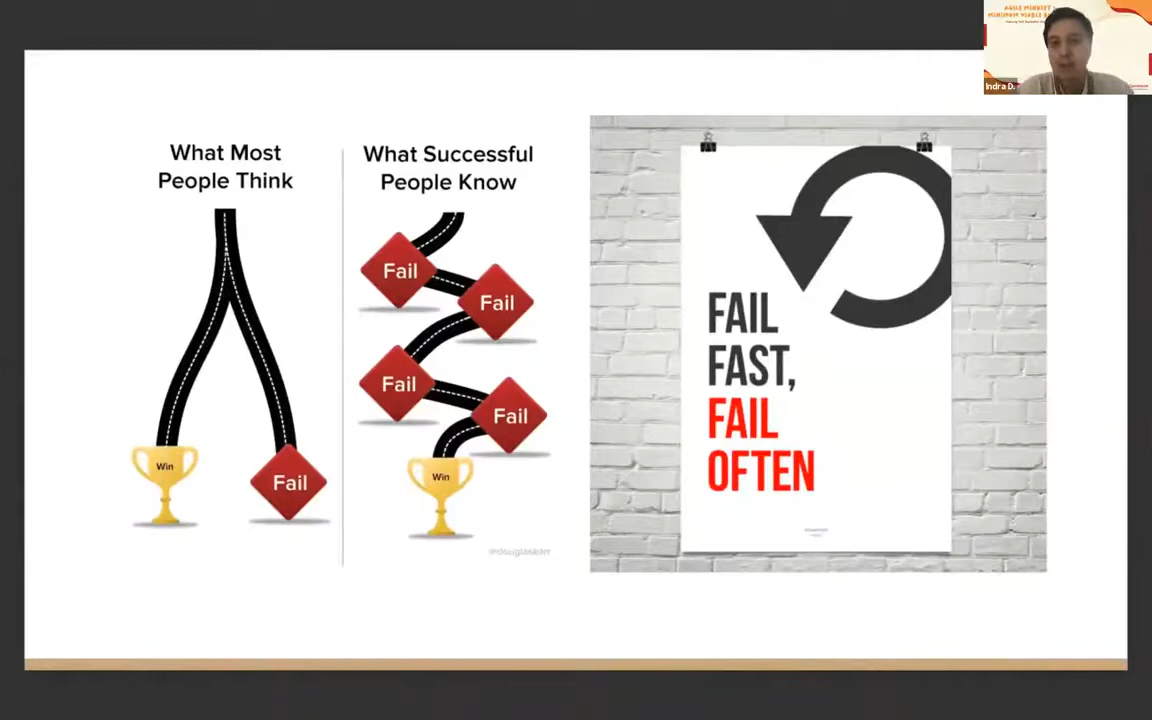 What Most
People Think
Win
Fail
What Successful
People Know
Fail
Fail
Fail
Fail
Win
@douglaskarr
FAIL
FAST,
FAIL
OFTEN
Indra D.